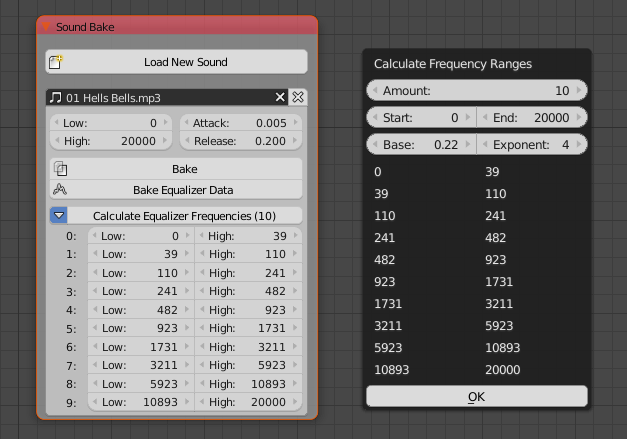 Sound Bake
Load New Sound
01 Hells Bells.mp3
Low: 0 Attack: 0.005
High: 20000 Release: 0.200
Bake
Bake Equalizer Data
Calculate Equalizer Frequencies (10)
0: Low: 0 High: 39
1: Low: 39 High: 110
2: Low: 110 High: 241
3: Low: 241 High: 482
4: Low: 482 High: 923
5: Low: 923 High: 1731
6: Low: 1731 High: 3211
7: Low: 3211 High: 5923
8: Low: 5923 High: 10893
9: Low: 10893 High: 20000
Calculate Frequency Ranges
Amount: 10
Start: 0 End: 20000
Base: 0.22 Exponent: 4
0 39
39 110
110 241
241 482
482 923
923 1731
1731 3211
3211 5923
5923 10893
10893 20000
OK